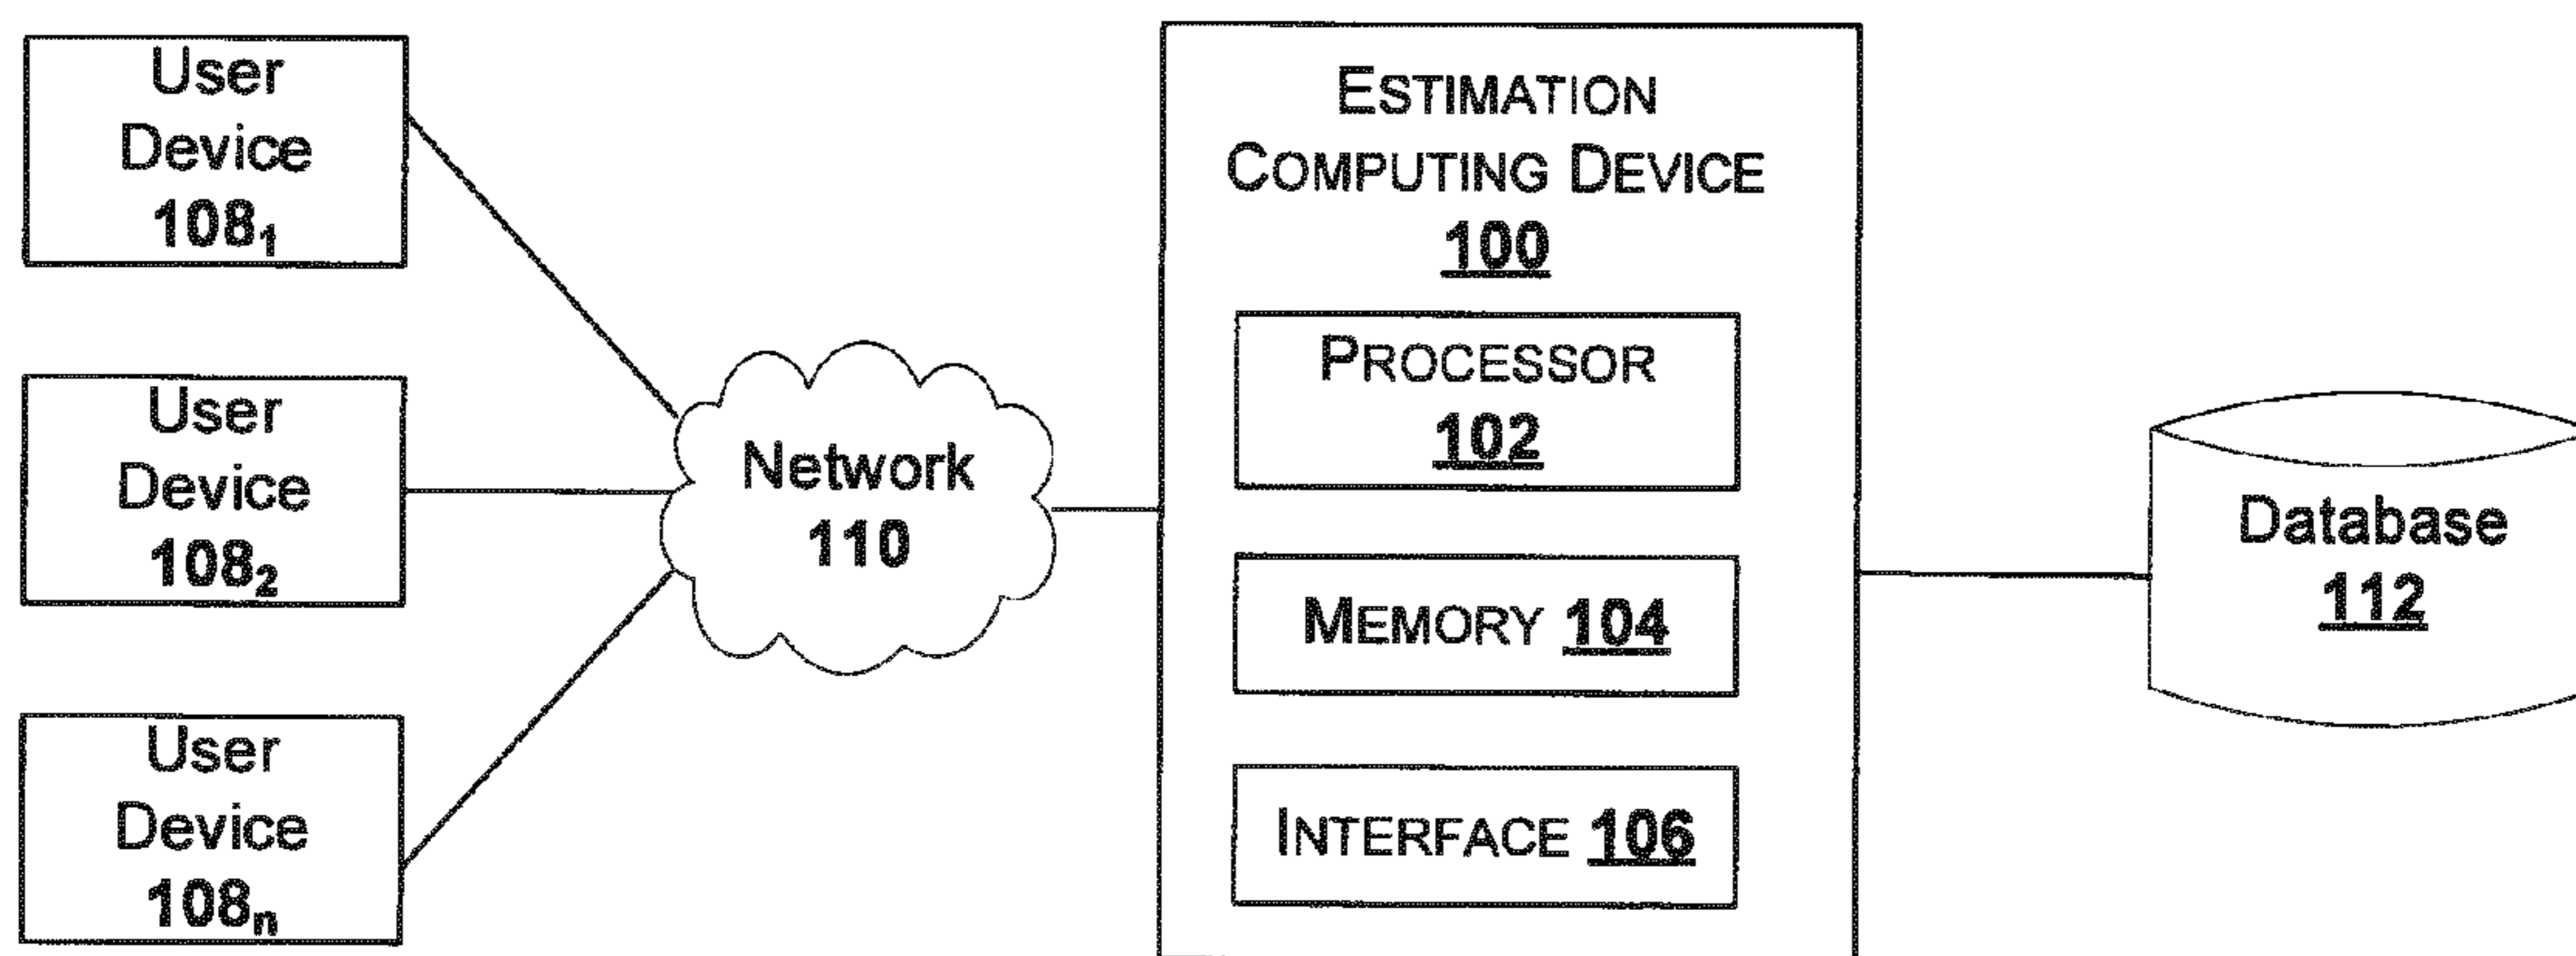 User
Device
108₁
User
Device
108₂
User
Device
108ₙ
Network
110
ESTIMATION
COMPUTING DEVICE
100
PROCESSOR
102
MEMORY 104
INTERFACE 106
Database
112